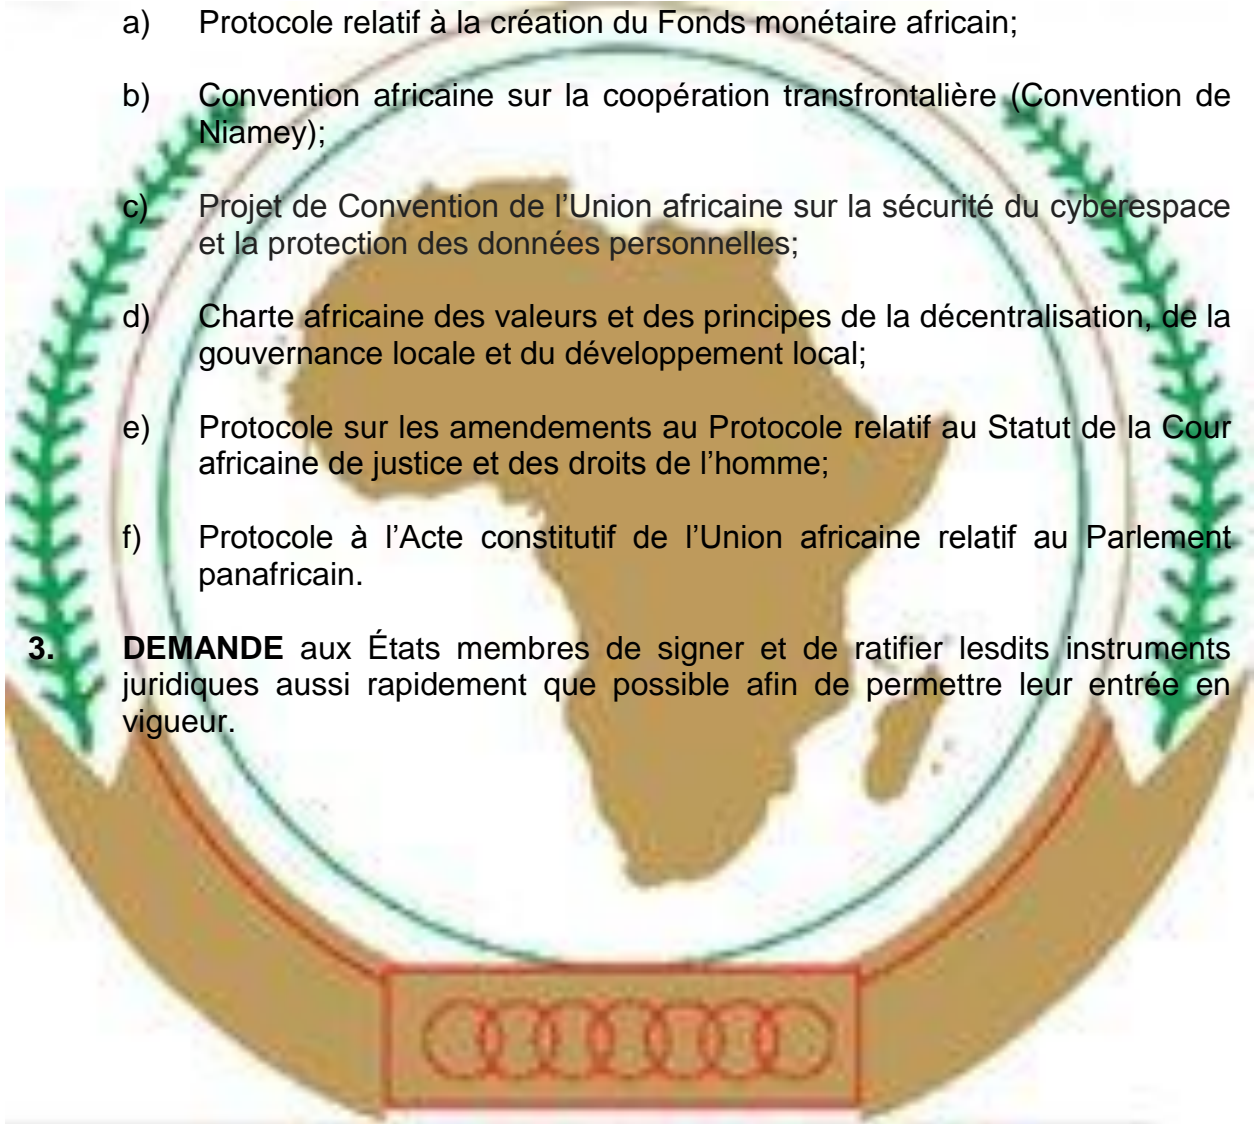 a) Protocole relatif à la création du Fonds monétaire africain;
b) Convention africaine sur la coopération transfrontalière (Convention de
Niamey);
c) Projet de Convention de l’Union africaine sur la sécurité du cyberespace
et la protection des données personnelles;
d) Charte africaine des valeurs et des principes de la décentralisation, de la
gouvernance locale et du développement local;
e) Protocole sur les amendements au Protocole relatif au Statut de la Cour
africaine de justice et des droits de l’homme;
f) Protocole à l’Acte constitutif de l’Union africaine relatif au Parlement
panafricain.
3. DEMANDE aux États membres de signer et de ratifier lesdits instruments
juridiques aussi rapidement que possible afin de permettre leur entrée en
vigueur.